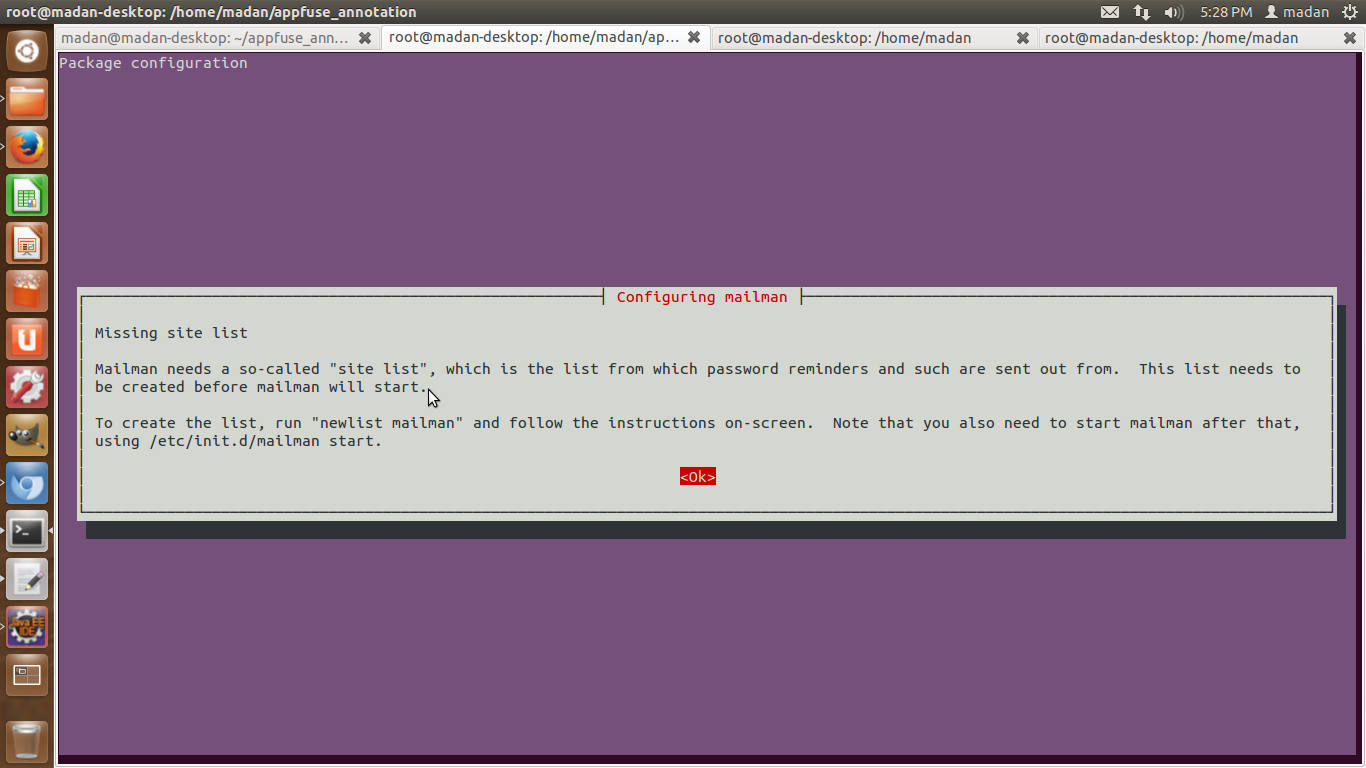 root@madan-desktop: /home/madan/appfuse_annotation
5:28 PM
madan
madan@madan-desktop: ~/appfuse_ann...
root@madan-desktop: /home/madan/ap...
root@madan-desktop: /home/madan
root@madan-desktop: /home/madan
Package configuration
Configuring mailman
Missing site list
Mailman needs a so-called "site list", which is the list from which password reminders and such are sent out from.  This list needs to
be created before mailman will start.
To create the list, run "newlist mailman" and follow the instructions on-screen.  Note that you also need to start mailman after that,
using /etc/init.d/mailman start.
<Ok>
Java EE
IDE